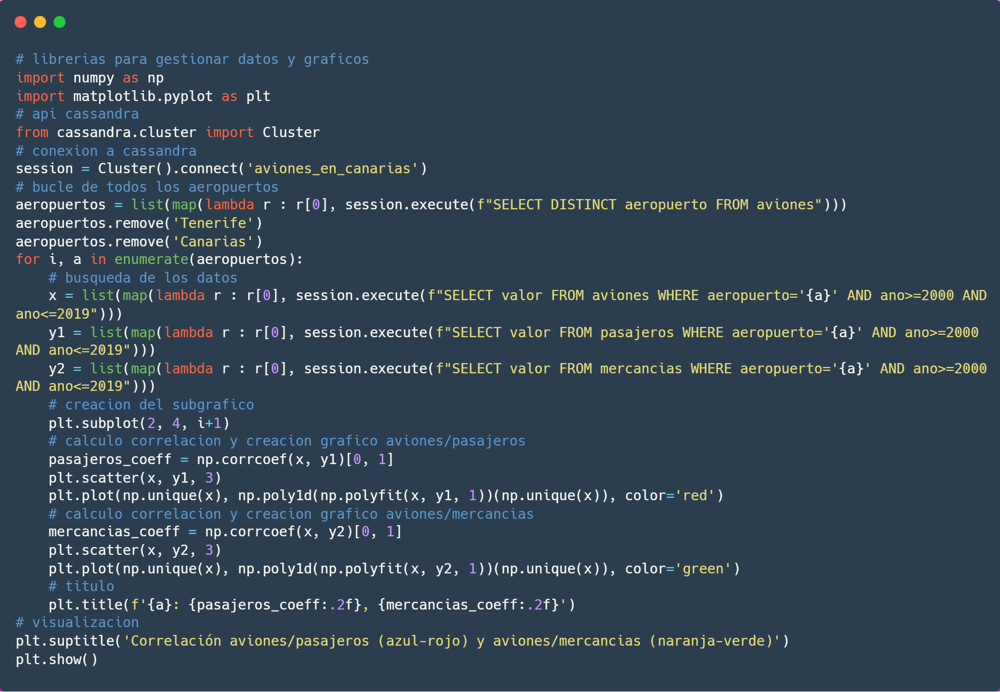 # librerias para gestionar datos y graficos
import numpy as np
import matplotlib.pyplot as plt
# api cassandra
from cassandra.cluster import Cluster
# conexion a cassandra
session = Cluster().connect('aviones_en_canarias')
# bucle de todos los aeropuertos
aeropuertos = list(map(lambda r : r[0], session.execute(f"SELECT DISTINCT aeropuerto FROM aviones")))
aeropuertos.remove('Tenerife')
aeropuertos.remove('Canarias')
for i, a in enumerate(aeropuertos):
    # busqueda de los datos
    x = list(map(lambda r : r[0], session.execute(f"SELECT valor FROM aviones WHERE aeropuerto='{a}' AND ano>=2000 AND
ano<=2019")))
    y1 = list(map(lambda r : r[0], session.execute(f"SELECT valor FROM pasajeros WHERE aeropuerto='{a}' AND ano>=2000
AND ano<=2019")))
    y2 = list(map(lambda r : r[0], session.execute(f"SELECT valor FROM mercancias WHERE aeropuerto='{a}' AND ano>=2000
AND ano<=2019")))
    # creacion del subgrafico
    plt.subplot(2, 4, i+1)
    # calculo correlacion y creacion grafico aviones/pasajeros
    pasajeros_coeff = np.corrcoef(x, y1)[0, 1]
    plt.scatter(x, y1, 3)
    plt.plot(np.unique(x), np.poly1d(np.polyfit(x, y1, 1))(np.unique(x)), color='red')
    # calculo correlacion y creacion grafico aviones/mercancias
    mercancias_coeff = np.corrcoef(x, y2)[0, 1]
    plt.scatter(x, y2, 3)
    plt.plot(np.unique(x), np.poly1d(np.polyfit(x, y2, 1))(np.unique(x)), color='green')
    # titulo
    plt.title(f'{a}: {pasajeros_coeff:.2f}, {mercancias_coeff:.2f}')
# visualizacion
plt.suptitle('Correlación aviones/pasajeros (azul-rojo) y aviones/mercancias (naranja-verde)')
plt.show()